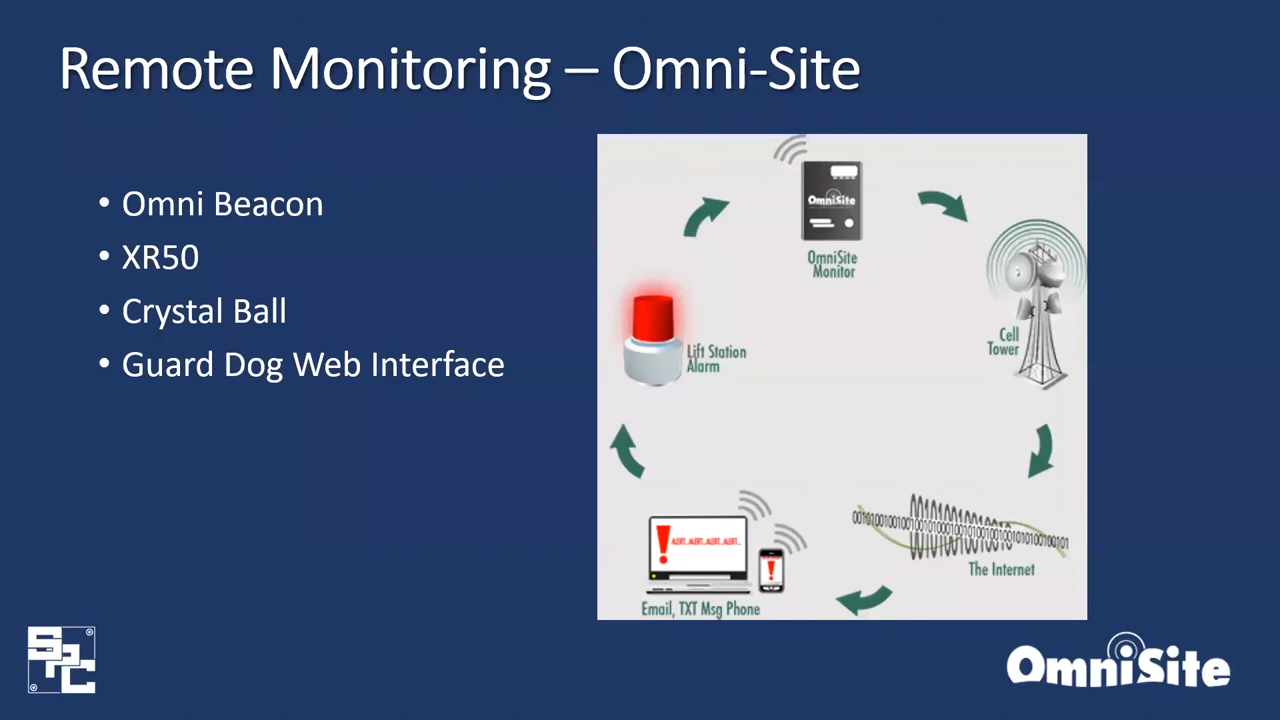 Remote Monitoring – Omni-Site
• Omni Beacon
• XR50
• Crystal Ball
• Guard Dog Web Interface
OmniSite
OmniSite
Monitor
Cell
Tower
Lift Station
Alarm
!
ALERT...ALERT...ALERT...ALERT...
!
The Internet
Email, TXT Msg Phone
SPC
OmniSite